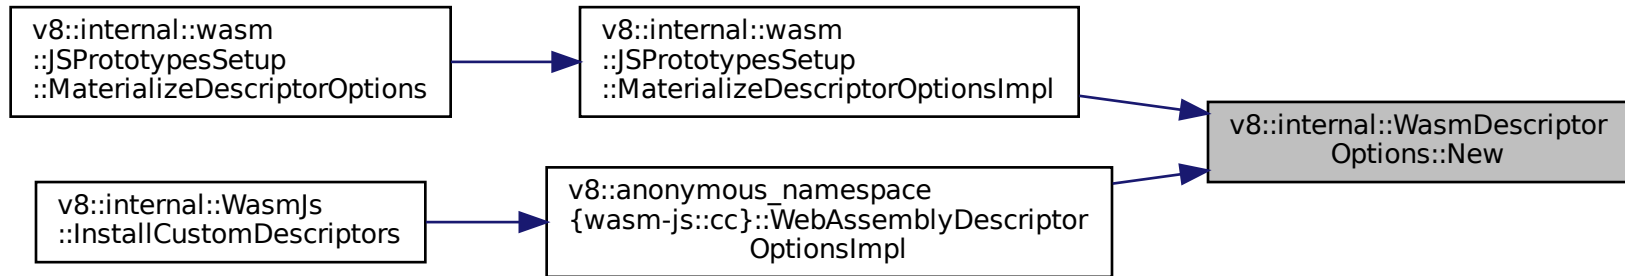 v8::internal::wasm
::JSPrototypesSetup
::MaterializeDescriptorOptions
v8::internal::wasm
::JSPrototypesSetup
::MaterializeDescriptorOptionsImpl
v8::internal::WasmDescriptor
Options::New
v8::internal::WasmJs
::InstallCustomDescriptors
v8::anonymous_namespace
{wasm-js::cc}::WebAssemblyDescriptor
OptionsImpl